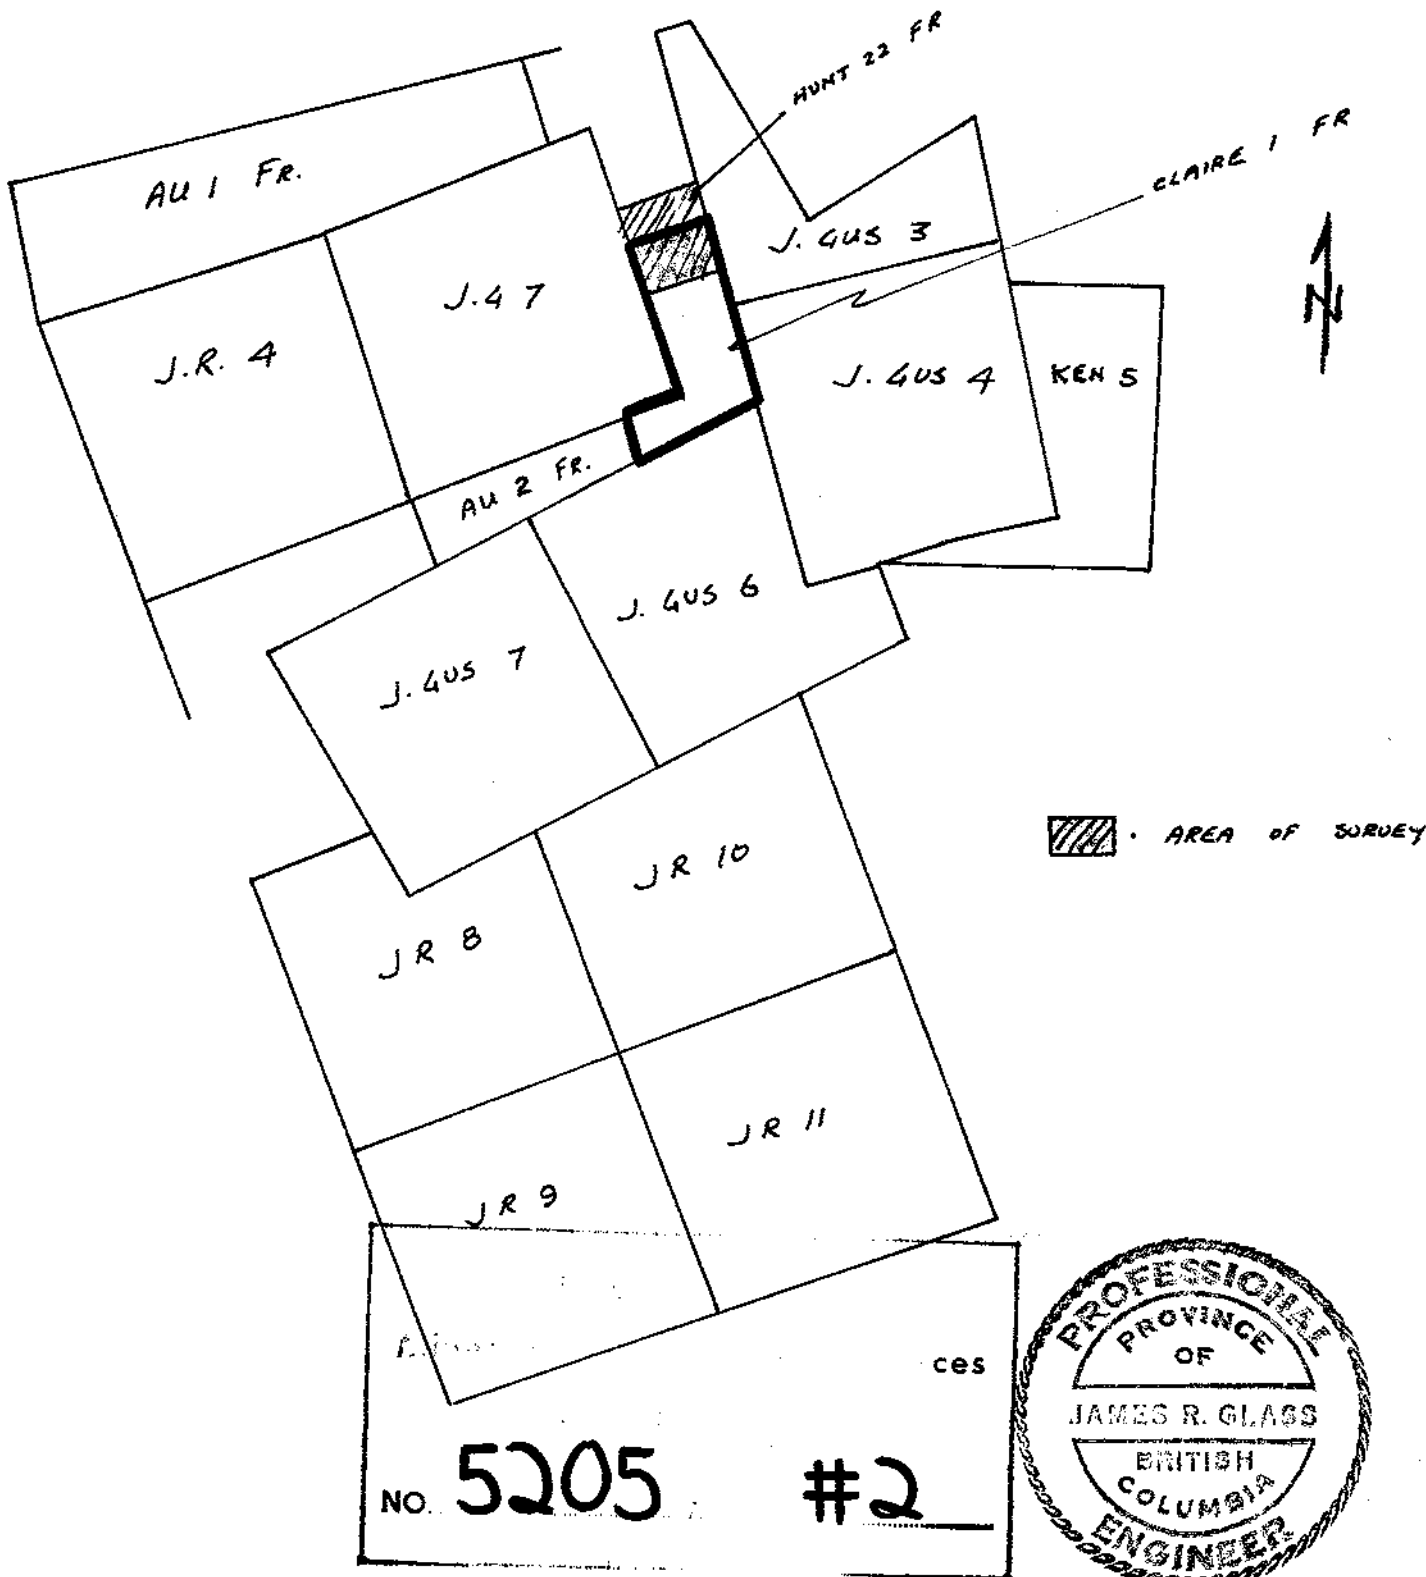 HUNT 22 FR
CLAIRE 1 FR
AU 1 FR.
J. GUS 3
J.4 7
J.R. 4
J. GUS 4
KEN 5
N
AU 2 FR.
J. GUS 6
J. GUS 7
AREA OF SURVEY
JR 10
JR 8
JR 11
JR 9
ces
NO. 5205 #2
PROFESSIONAL
PROVINCE
OF
JAMES R. GLASS
BRITISH
COLUMBIA
ENGINEER